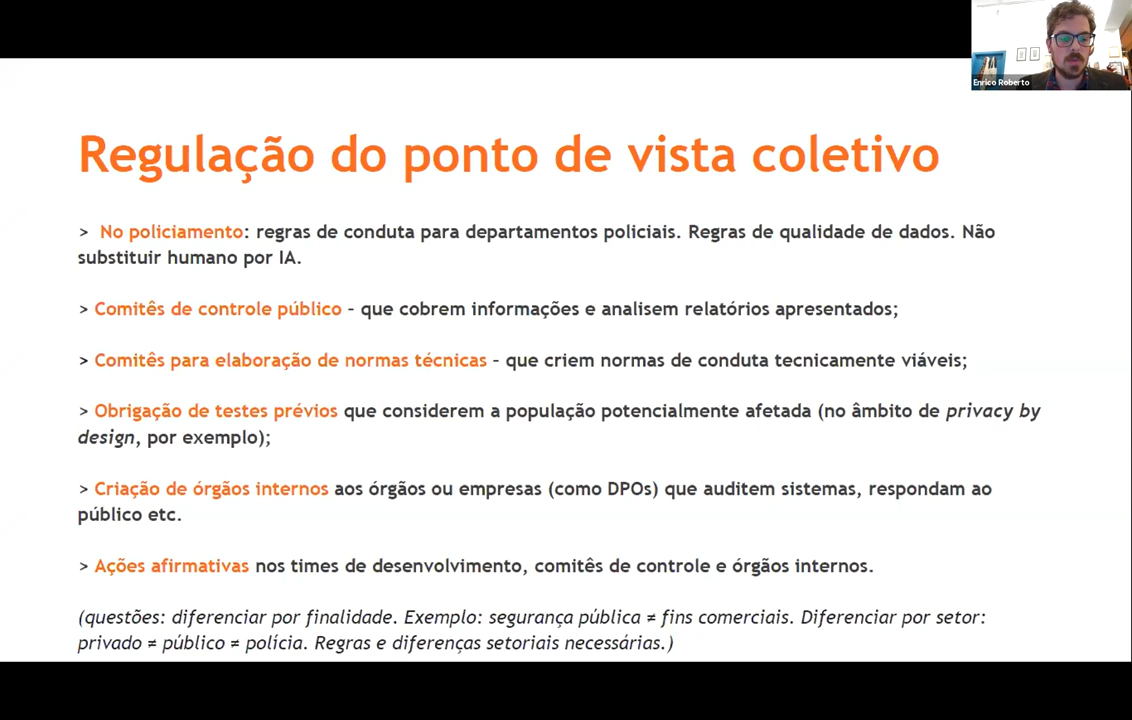 Enrico Roberto
Regulação do ponto de vista coletivo
> No policiamento: regras de conduta para departamentos policiais. Regras de qualidade de dados. Não
substituir humano por IA.
> Comitês de controle público – que cobrem informações e analisem relatórios apresentados;
> Comitês para elaboração de normas técnicas – que criem normas de conduta tecnicamente viáveis;
> Obrigação de testes prévios que considerem a população potencialmente afetada (no âmbito de privacy by
design, por exemplo);
> Criação de órgãos internos aos órgãos ou empresas (como DPOs) que auditem sistemas, respondam ao
público etc.
> Ações afirmativas nos times de desenvolvimento, comitês de controle e órgãos internos.
(questões: diferenciar por finalidade. Exemplo: segurança pública ≠ fins comerciais. Diferenciar por setor:
privado ≠ público ≠ polícia. Regras e diferenças setoriais necessárias.)